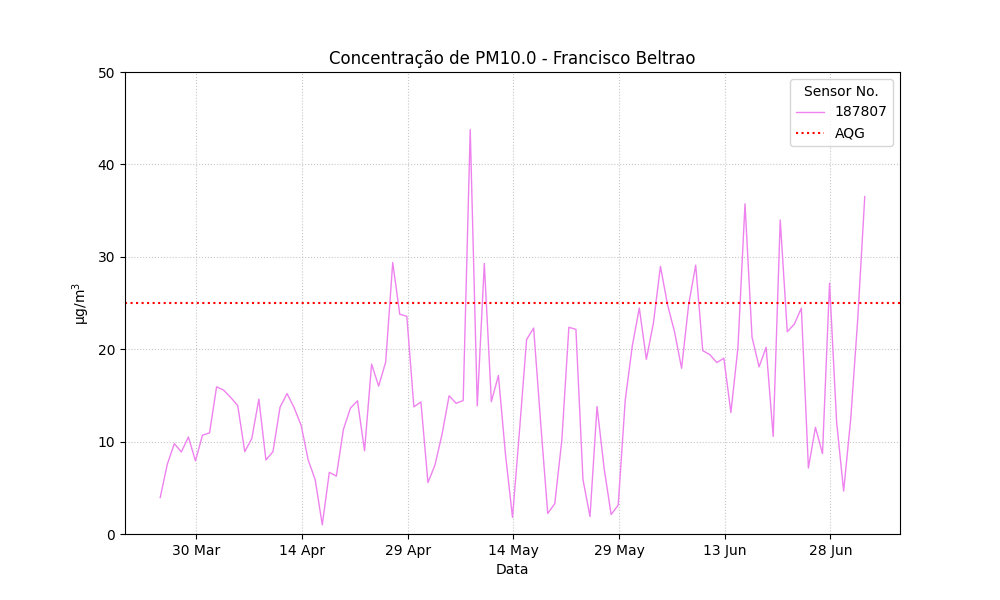 Concentração de PM10.0 - Francisco Beltrao
50
40
30
20
10
0
µg/m³
Sensor No.
187807
AQG
30 Mar 14 Apr 29 Apr 14 May 29 May 13 Jun 28 Jun
Data